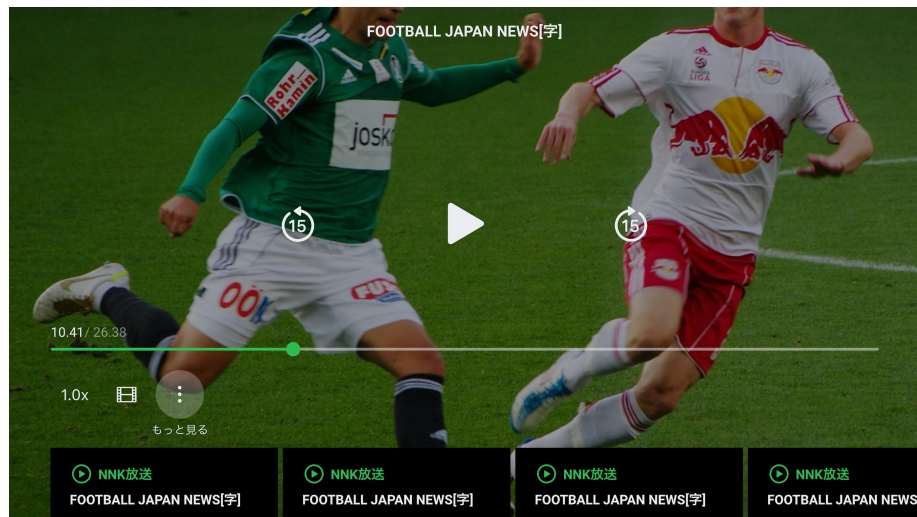 FOOTBALL JAPAN NEWS[字]
Rohr-
Kamin
BUNDES
LIGA
15
15
10.41/ 26.38
1.0x
もっと見る
NNK放送
FOOTBALL JAPAN NEWS[字]
NNK放送
FOOTBALL JAPAN NEWS[字]
NNK放送
FOOTBALL JAPAN NEWS[字]
NNK放送
FOOTBALL JAPAN NEWS